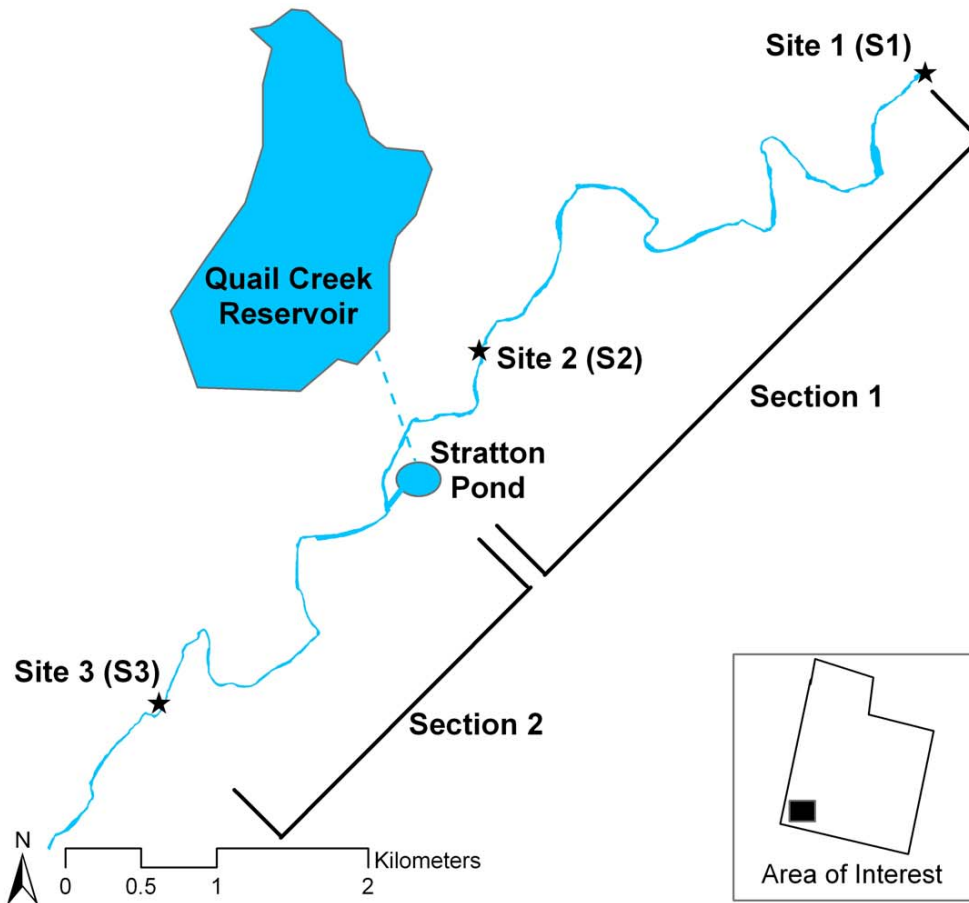 Site 1 (S1)
Quail Creek
Reservoir
Site 2 (S2)
Section 1
Stratton
Pond
Site 3 (S3)
Section 2
N
Kilometers
0 0.5 1 2
Area of Interest